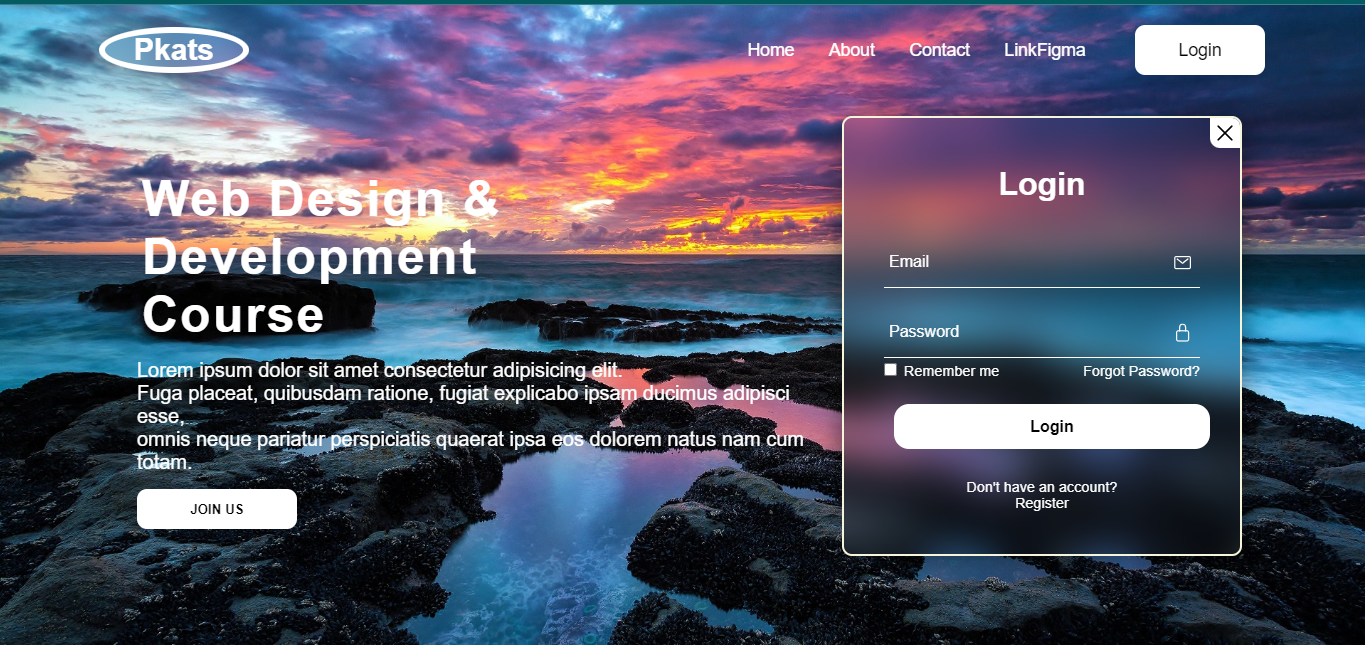 Pkats
Home
About
Contact
LinkFigma
Login
Web Design &
Development
Course
Lorem ipsum dolor sit amet consectetur adipisicing elit.
Fuga placeat, quibusdam ratione, fugiat explicabo ipsam ducimus adipisci
esse,
omnis neque pariatur perspiciatis quaerat ipsa eos dolorem natus nam cum
totam.
JOIN US
Login
Email
Password
Remember me
Forgot Password?
Login
Don't have an account?
Register